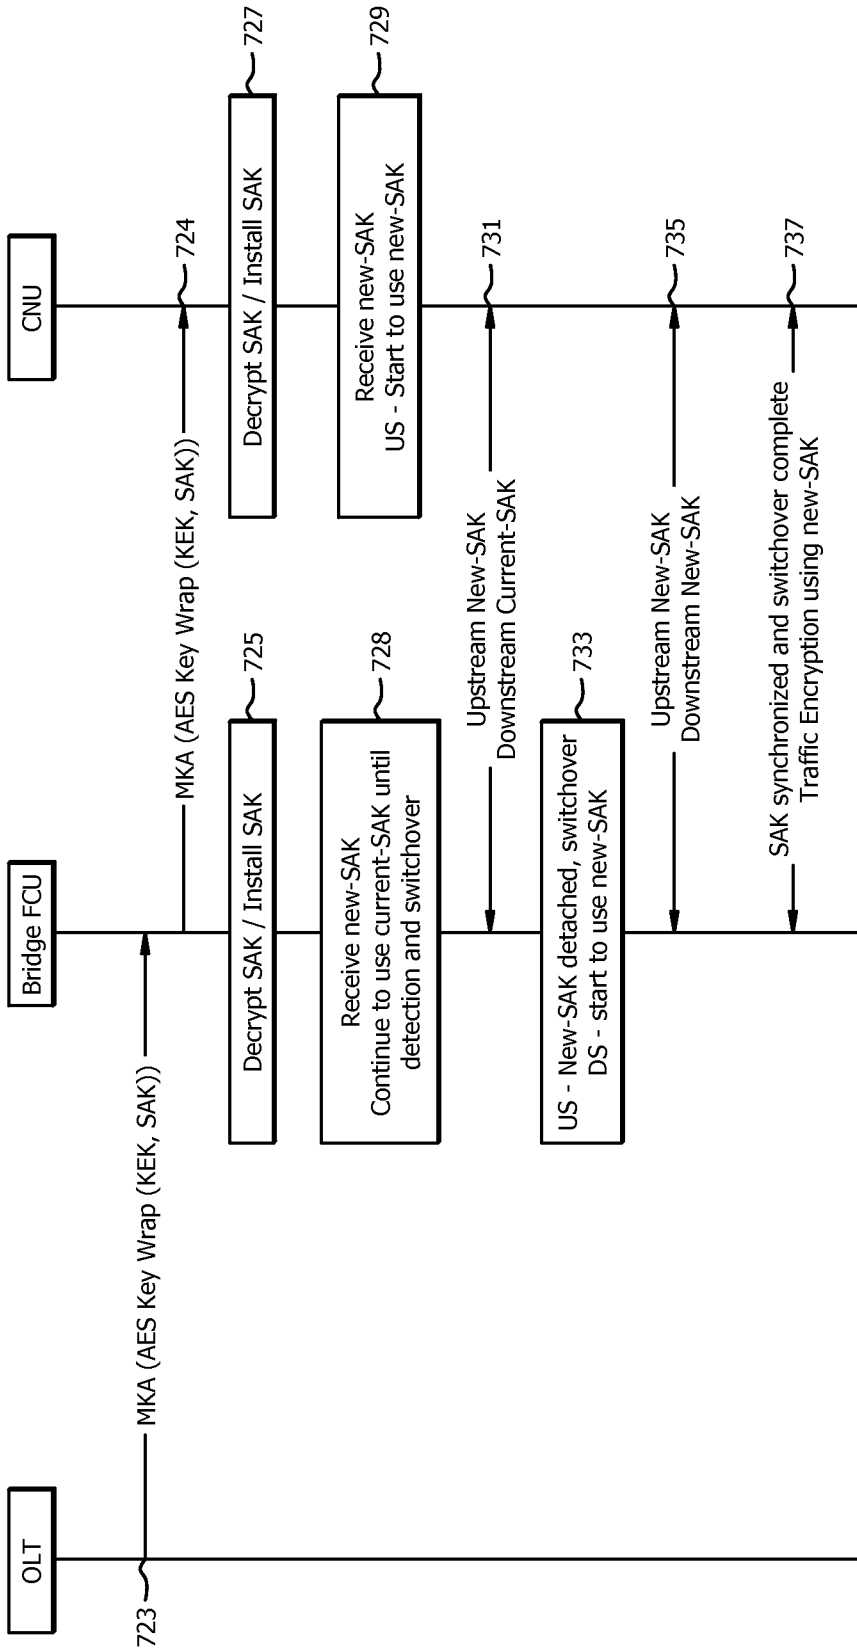 OLT
Bridge FCU
CNU
723
MKA (AES Key Wrap (KEK, SAK))
MKA (AES Key Wrap (KEK, SAK))
724
Decrypt SAK / Install SAK
725
Decrypt SAK / Install SAK
727
Receive new-SAK
Continue to use current-SAK until
detection and switchover
728
Receive new-SAK
US - Start to use new-SAK
729
Upstream New-SAK
Downstream Current-SAK
731
US - New-SAK detached, switchover
DS - start to use new-SAK
733
Upstream New-SAK
Downstream New-SAK
735
SAK synchronized and switchover complete
Traffic Encryption using new-SAK
737